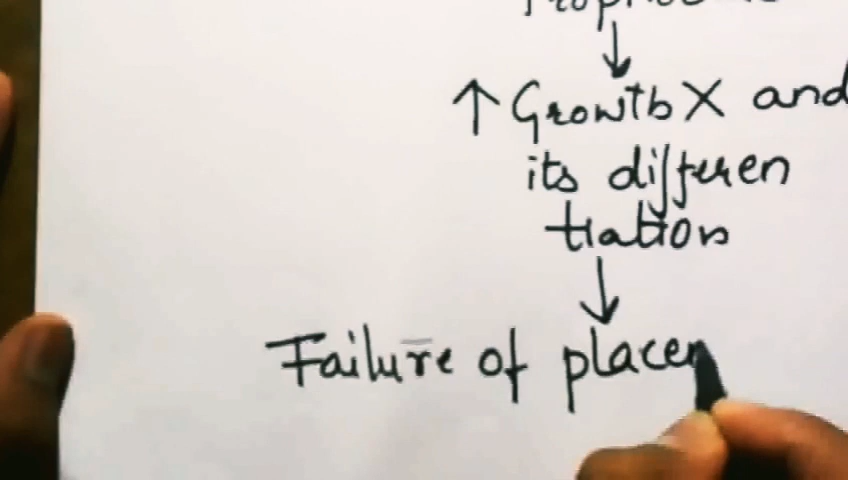 ↓
↑ Growth X and
its differen
tiation
↓
Failure of placen